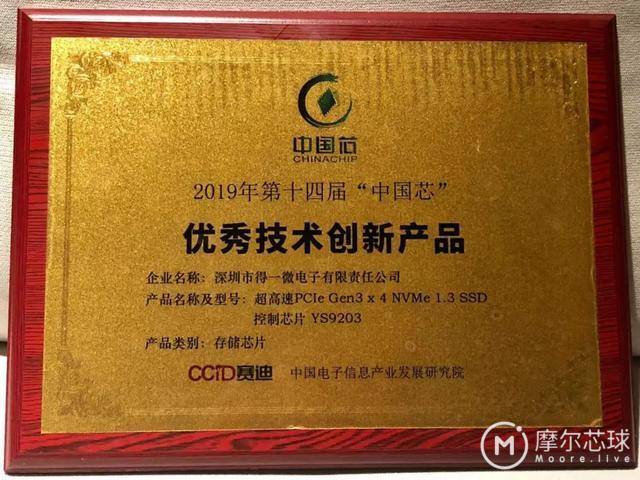 中国芯
CHINACHIP
2019年第十四届“中国芯”
优秀技术创新产品
企业名称：深圳市得一微电子有限责任公司
产品名称及型号：超高速PCIe Gen3 x 4 NVMe 1.3 SSD
控制芯片 YS9203
产品类别：存储芯片
CCID赛迪 中国电子信息产业发展研究院
摩尔芯球
Moore.live